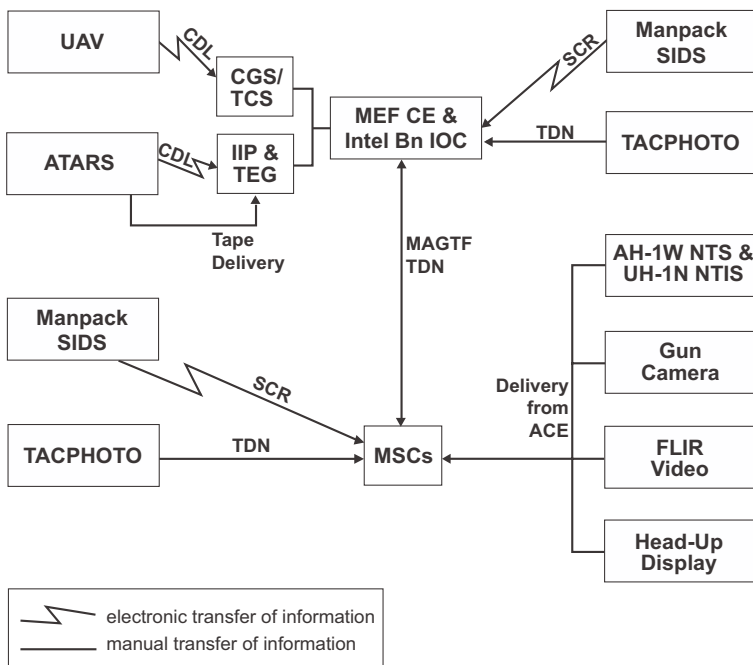 UAV
CDL
CGS/
TCS
ATARS
CDL
IIP &
TEG
Tape
Delivery
MEF CE &
Intel Bn IOC
SCR
Manpack
SIDS
TDN
TACPHOTO
MAGTF
TDN
AH-1W NTS &
UH-1N NTIS
Gun
Camera
Delivery
from
ACE
FLIR
Video
Head-Up
Display
Manpack
SIDS
SCR
TACPHOTO
TDN
MSCs
electronic transfer of information
manual transfer of information